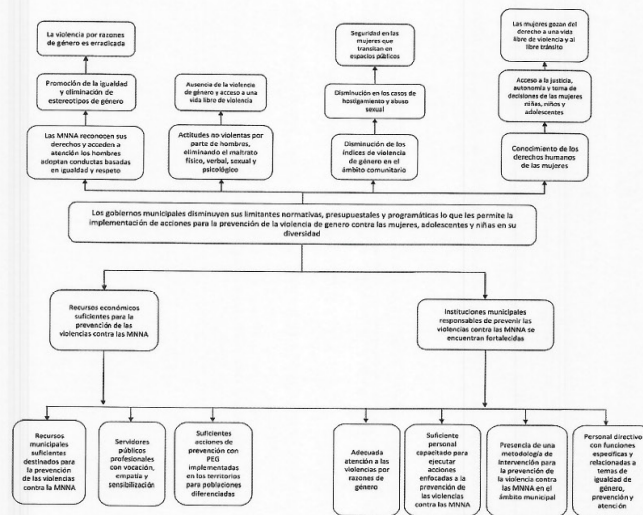 La violencia por razones
de género es erradicada
Promoción de la igualdad
y eliminación de
estereotipos de género
Las MNNA reconocen sus
derechos y acceden a
atención los hombres
adoptan conductas basadas
en igualdad y respeto
Ausencia de la violencia
de género y acceso a una
vida libre de violencia
Actitudes no violentas por
parte de hombres,
eliminando el maltrato
físico, verbal, sexual y
psicológico
Seguridad en las
mujeres que
transitan en
espacios públicos
Disminución en los casos de
hostigamiento y abuso
sexual
Disminución de los
índices de violencia
de género en el
ámbito comunitario
Las mujeres gozan del
derecho a una vida
libre de violencia y al
libre tránsito
Acceso a la justicia,
autonomía y toma de
decisiones de las mujeres
niñas, niños y
adolescentes
Conocimiento de los
derechos humanos
de las mujeres
Los gobiernos municipales disminuyen sus limitantes normativas, presupuestales y programáticas lo que les permite la
implementación de acciones para la prevención de la violencia de genero contra las mujeres, adolescentes y niñas en su
diversidad
Recursos económicos
suficientes para la
prevención de las
violencias contra las MNNA
Instituciones municipales
responsables de prevenir las
violencias contra las MNNA se
encuentran fortalecidas
Recursos
municipales
suficientes
destinados para la
prevención
de las violencias
contra la MNNA
Servidores
públicos
profesionales
con vocación,
empatía y
sensibilización
Suficientes
acciones de
prevención con
PEG
implementadas
en los territorios
para poblaciones
diferenciadas
Adecuada
atención a las
violencias por
razones de
género
Suficiente
personal
capacitado para
ejecutar
acciones
enfocadas a la
prevención de
las violencias
contra las MNNA
Presencia de una
metodología de
intervención para
la prevención de
la violencia contra
las MNNA en el
ámbito municipal
Personal directivo
con funciones
específicas y
relacionadas a
temas de
igualdad de
género,
prevención y
atención